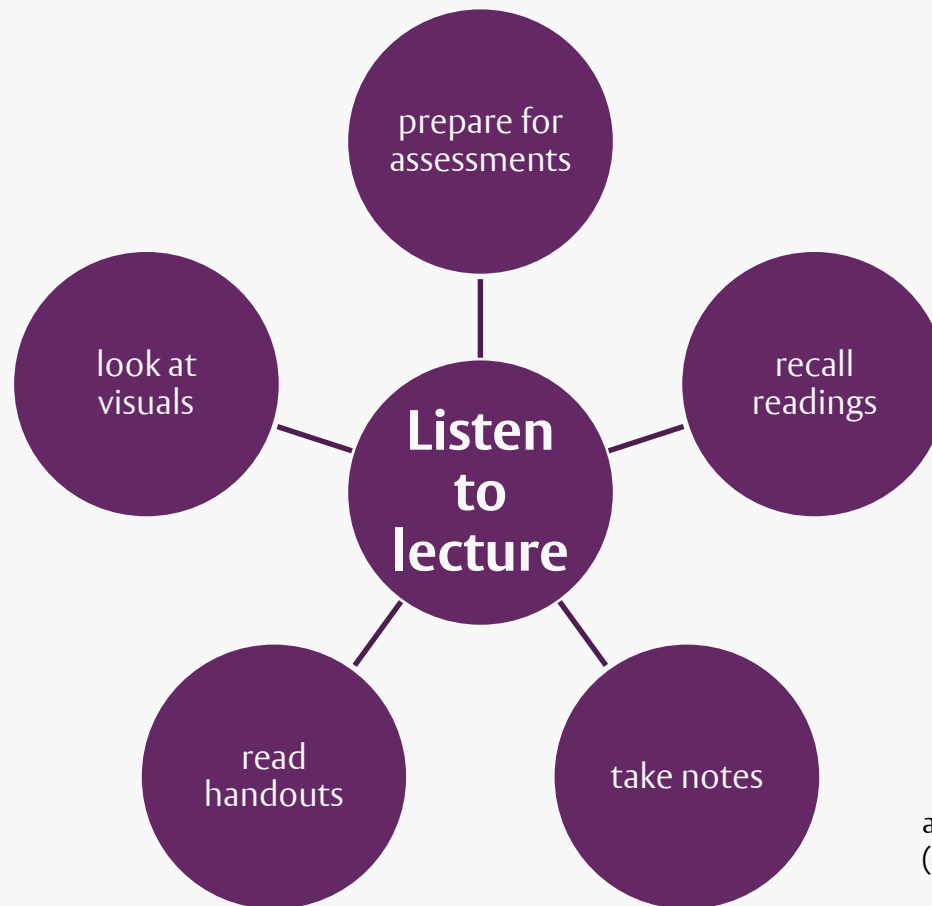 prepare for
assessments
look at
visuals
recall
readings
Listen
to
lecture
read
handouts
take notes
a
(